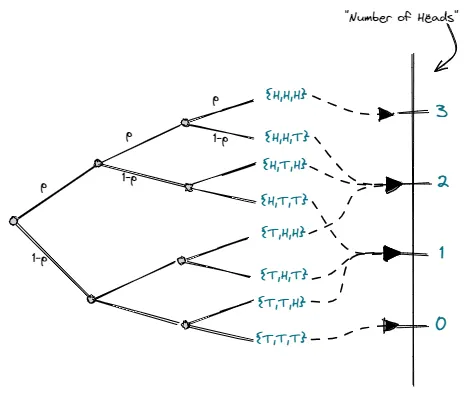 "Number of Heads"
p
{H,H,H}
3
p
1-p
{H,H,T}
p
1-p
{H,T,H}
2
{H,T,T}
1-p
{T,H,H}
1
{T,H,T}
{T,T,H}
0
{T,T,T}